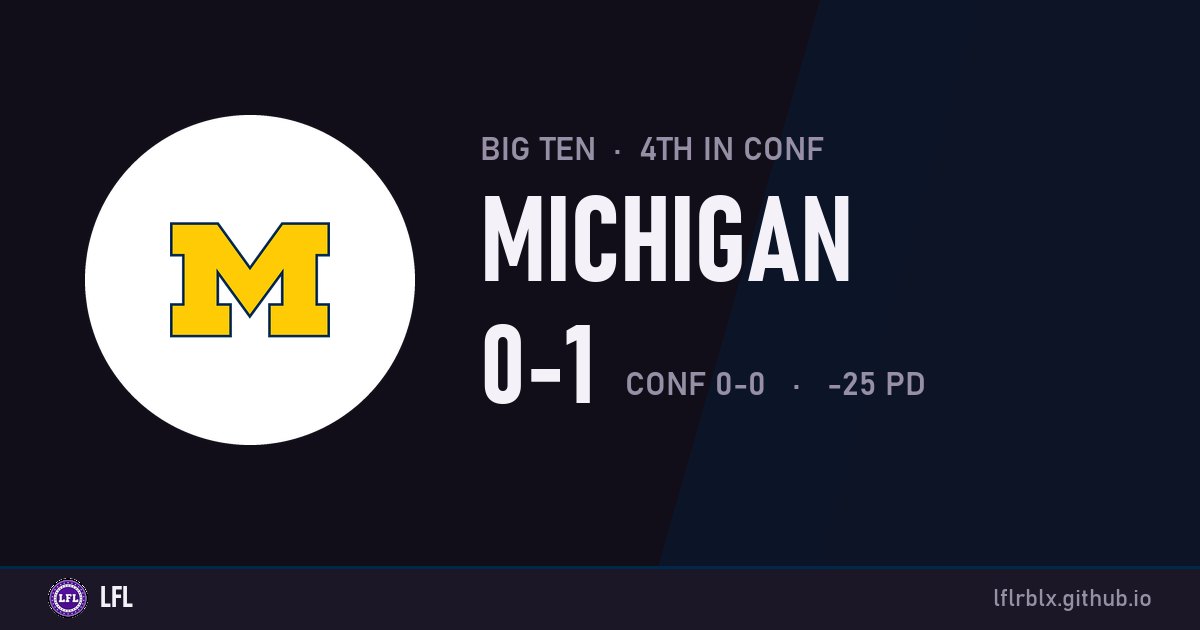 BIG TEN · 4TH IN CONF
MICHIGAN
0-1 CONF 0-0 · -25 PD
M
LFL LFL
lflrblx.github.io